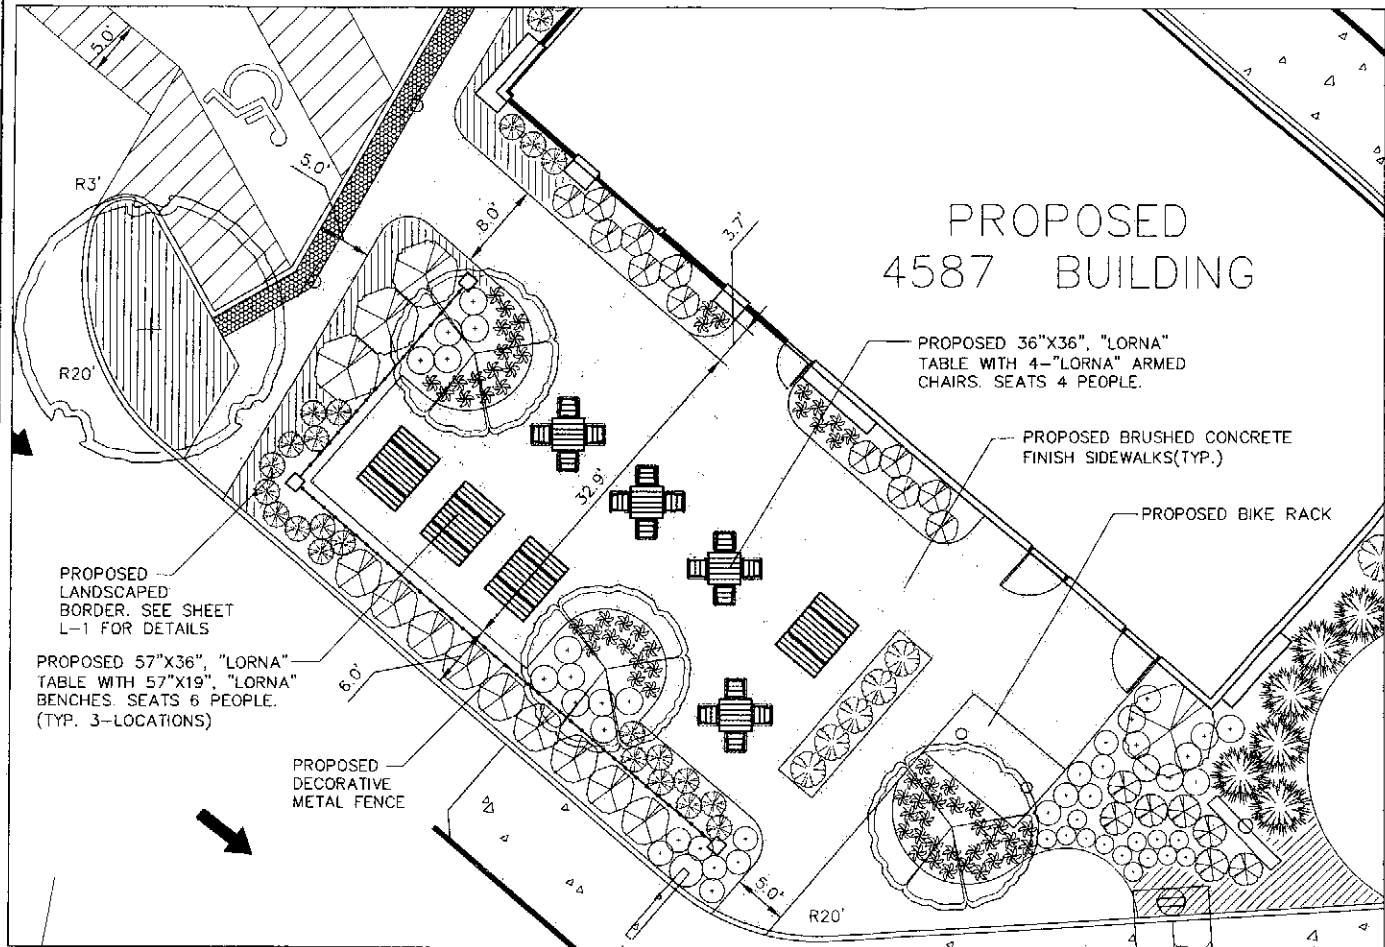 5.0'
5.0'
R3'
8.0'
3.7'
PROPOSED
4587 BUILDING
R20'
PROPOSED 36"X36", "LORNA"
TABLE WITH 4-"LORNA" ARMED
CHAIRS. SEATS 4 PEOPLE.
PROPOSED BRUSHED CONCRETE
FINISH SIDEWALKS(TYP.)
32.9'
PROPOSED BIKE RACK
PROPOSED
LANDSCAPED
BORDER. SEE SHEET
L-1 FOR DETAILS
PROPOSED 57"X36", "LORNA"
TABLE WITH 57"X19", "LORNA"
BENCHES. SEATS 6 PEOPLE.
(TYP. 3-LOCATIONS)
6.0'
PROPOSED
DECORATIVE
METAL FENCE
5.0'
R20'